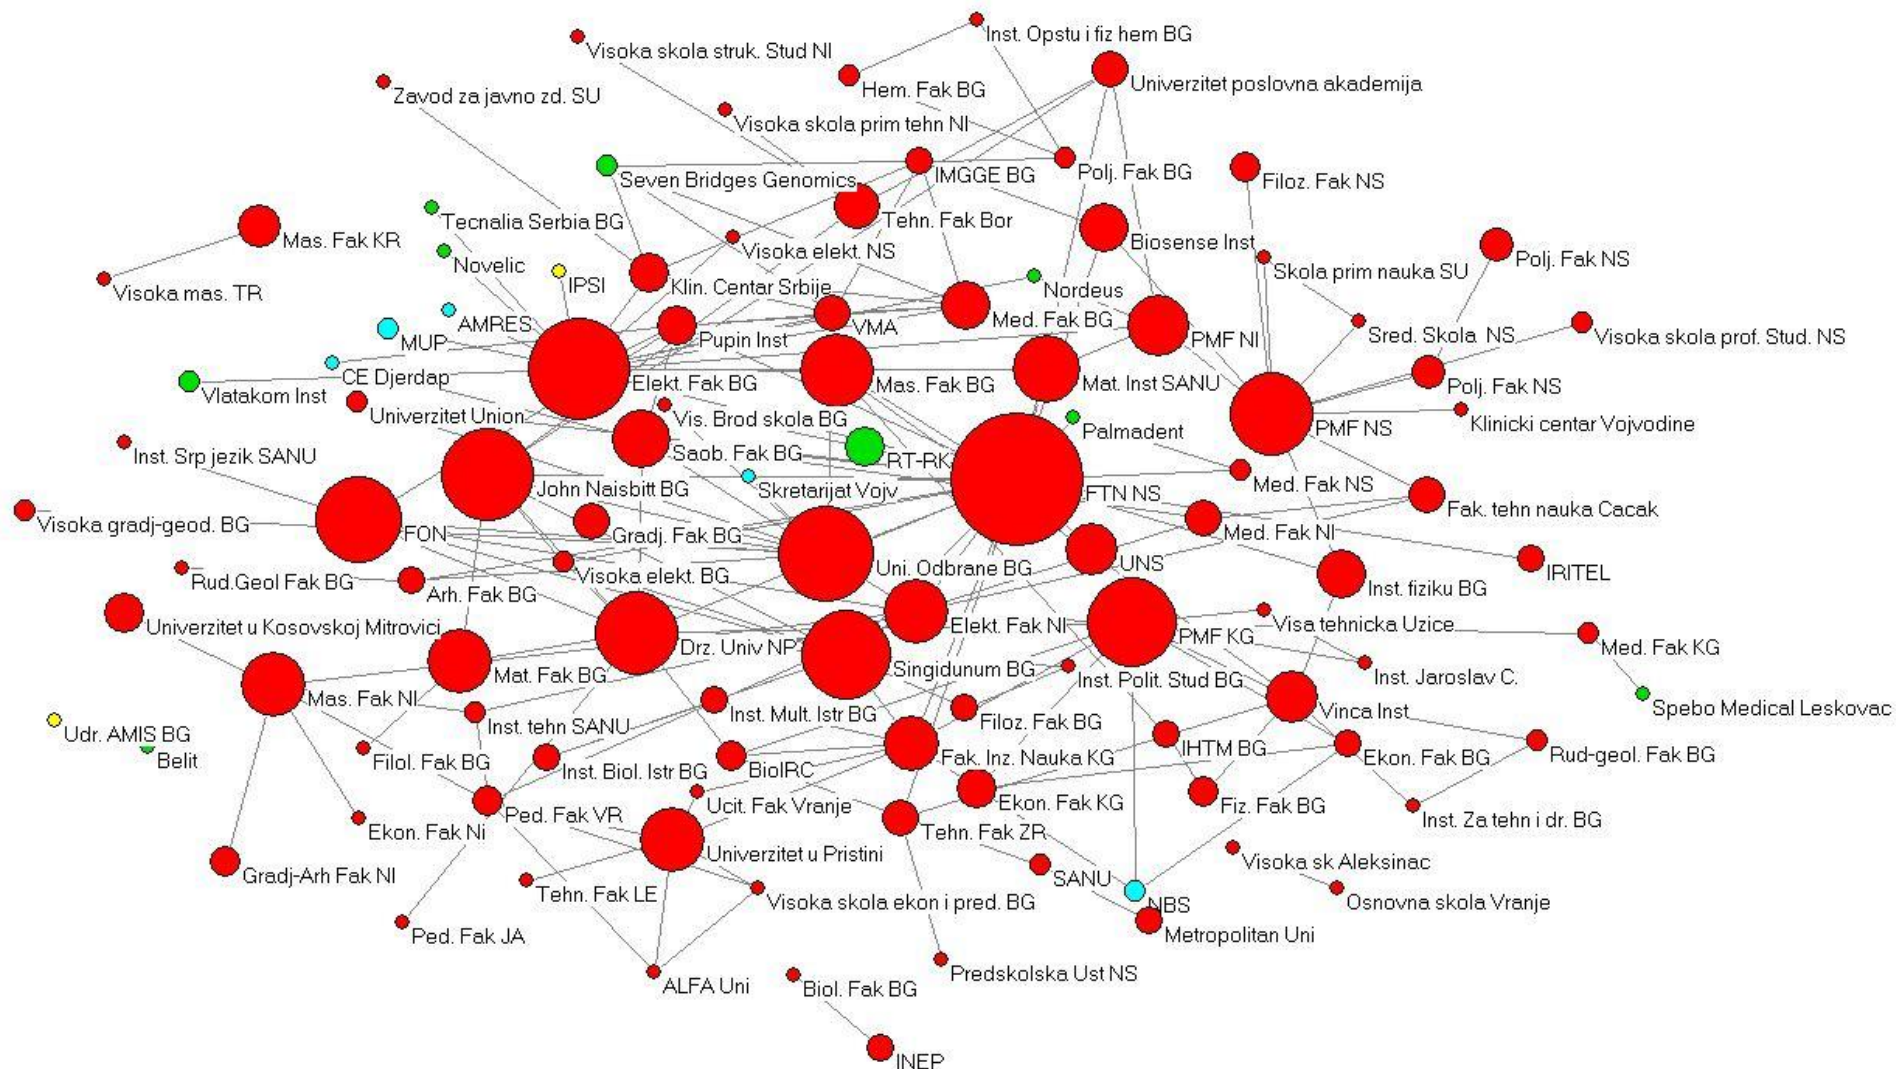 Inst. Opstu i fiz hem BG
Visoka skola struk. Stud NI
Univerzitet poslovna akademija
Hem. Fak BG
Zavod za javno zd. SU
Visoka skola prim tehn NI
Polj. Fak BG
IMGGE BG
Seven Bridges Genomics
Filoz. Fak NS
Tehn. Fak Bor
Tecnalia Serbia BG
Mas. Fak KR
Biosense Inst
Visoka elekt. NS
Polj. Fak NS
Novelic
Skola prim nauka SU
IPSI
Klin. Centar Srbije
Nordeus
Visoka mas. TR
AMRES
Med. Fak BG
VMA
Sred. Skola NS
Visoka skola prof. Stud. NS
MUP
Pupin Inst
PMF NI
CE Djerdap
Elekt. Fak BG
Mas. Fak BG
Mat. Inst SANU
Polj. Fak NS
Vlatakom Inst
Univerzitet Union
Vis. Brod skola BG
Palmadent
PMF NS
Klinicki centar Vojvodine
Inst. Srp jezik SANU
Saob. Fak BG
RT-RK
Med. Fak NS
John Naisbitt BG
Skretarijat Vojv
FTN NS
Fak. tehn nauka Cacak
Visoka gradj-geod. BG
FON
Gradj. Fak BG
Med. Fak NI
Uni. Odbrane BG
UNS
IRITEL
Rud.Geol Fak BG
Arh. Fak BG
Visoka elekt. BG
Inst. fiziku BG
Univerzitet u Kosovskoj Mitrovici
Elekt. Fak NI
Visa tehnicka Uzice
PMF KG
Drz. Univ NP
Med. Fak KG
Singidunum BG
Mat. Fak BG
Inst. Polit. Stud BG
Inst. Jaroslav C.
Mas. Fak NI
Inst. Mult. Istr BG
Filoz. Fak BG
Vinca Inst
Spebo Medical Leskovac
Udr. AMIS BG
Inst. tehn SANU
Belit
Filol. Fak BG
Inst. Biol. Istr BG
BioIRC
Fak. Inz. Nauka KG
IHTM BG
Ekon. Fak BG
Rud-geol. Fak BG
Ucit. Fak Vranje
Ekon. Fak KG
Fiz. Fak BG
Ped. Fak VR
Inst. Za tehn i dr. BG
Ekon. Fak Ni
Tehn. Fak ZR
Univerzitet u Pristini
Visoka sk Aleksinac
Gradj-Arh Fak NI
SANU
Tehn. Fak LE
Visoka skola ekon i pred. BG
NBS
Osnovna skola Vranje
Ped. Fak JA
Metropolitan Uni
Predskolska Ust NS
ALFA Uni
Biol. Fak BG
INEP